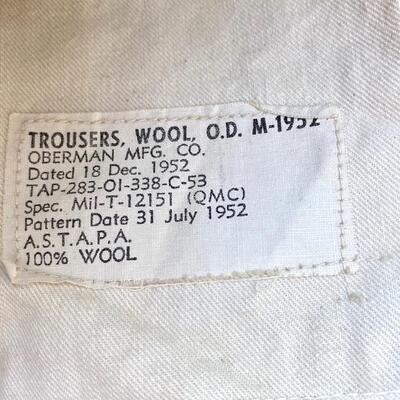 TROUSERS, WOOL, O.D. M-1952
OBERMAN MFG. CO.
Dated 18 Dec. 1952
TAP-283-OI-338-C-53
Spec. Mil-T-12151 (QMC)
Pattern Date 31 July 1952
A.S.T.A.P.A.
100% WOOL